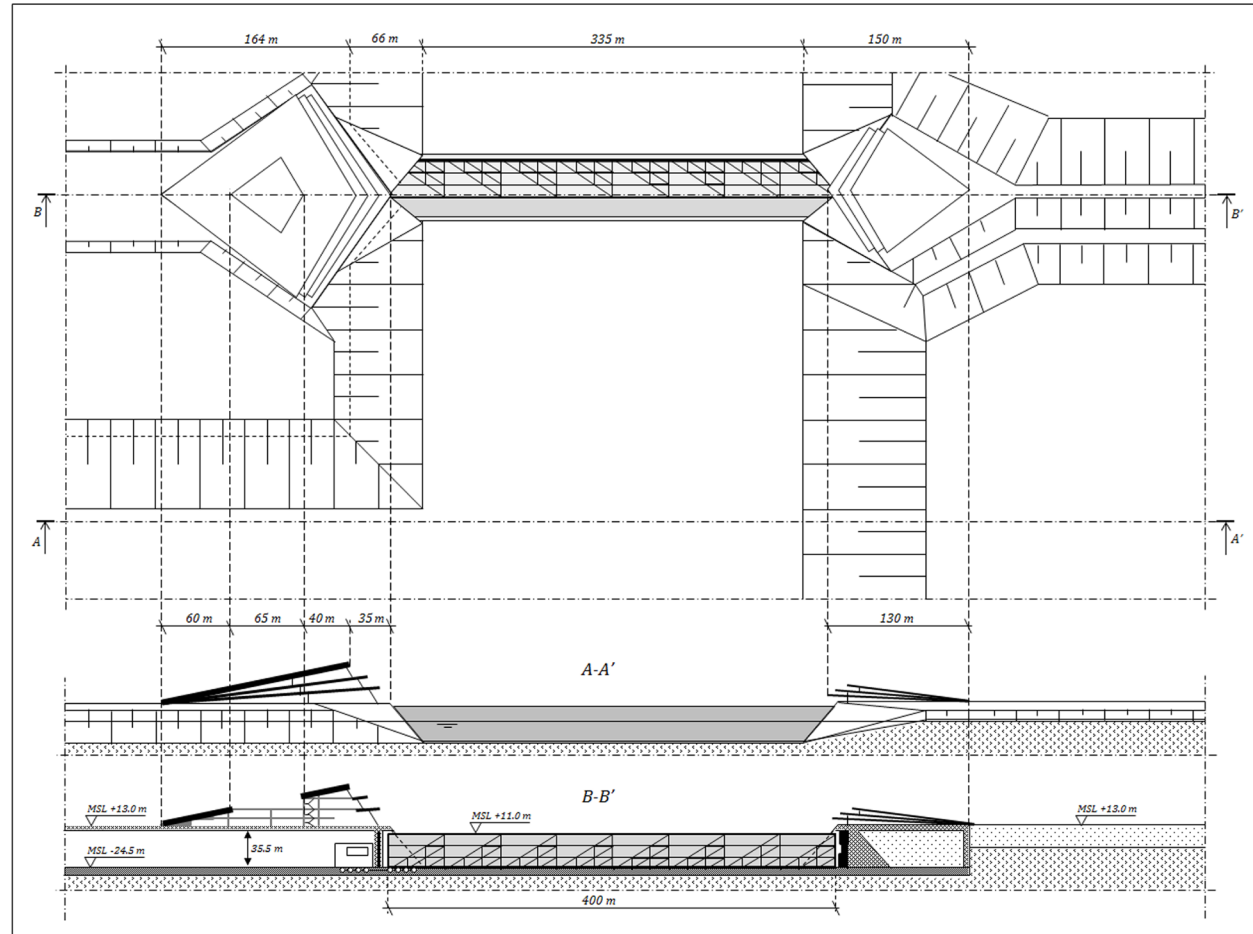 164 m 66 m 335 m 150 m
B B'
A A'
60 m 65 m 40 m 35 m 130 m
A-A'
B-B'
MSL +13.0 m MSL +11.0 m MSL +13.0 m
MSL -24.5 m 35.5 m
400 m